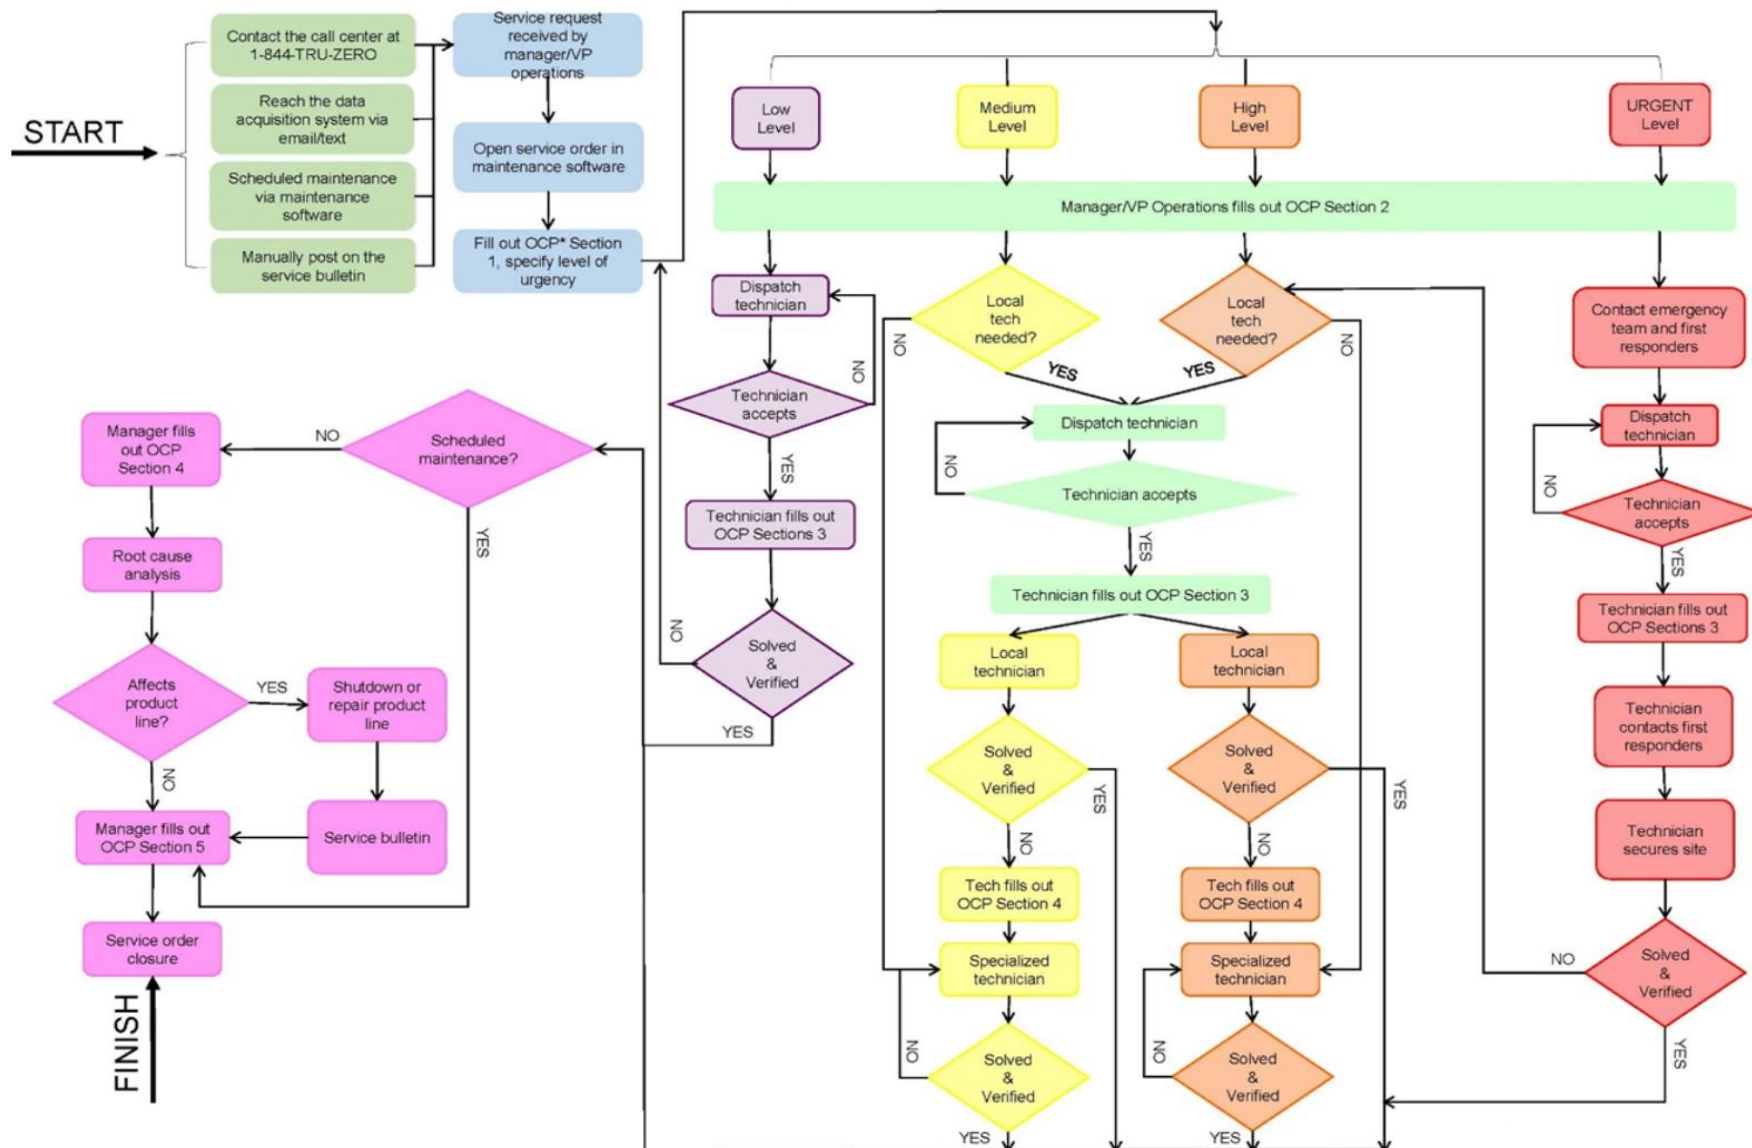 START
Contact the call center at
1-844-TRU-ZERO
Reach the data
acquisition system via
email/text
Scheduled maintenance
via maintenance
software
Manually post on the
service bulletin
Service request
received by
manager/VP
operations
Open service order in
maintenance software
Fill out OCP* Section
1, specify level of
urgency
Low
Level
Medium
Level
High
Level
URGENT
Level
Manager/VP Operations fills out OCP Section 2
Dispatch
technician
NO
Technician
accepts
YES
Technician fills out
OCP Sections 3
NO
Solved
&
Verified
YES
Local
tech
needed?
NO
YES
Local
tech
needed?
NO
YES
Dispatch technician
NO
Technician accepts
YES
Technician fills out OCP Section 3
Local
technician
Solved
&
Verified
YES
NO
Tech fills out
OCP Section 4
Specialized
technician
NO
Solved
&
Verified
YES
Local
technician
Solved
&
Verified
YES
NO
Tech fills out
OCP Section 4
Specialized
technician
NO
Solved
&
Verified
YES
Contact emergency
team and first
responders
Dispatch
technician
NO
Technician
accepts
YES
Technician fills out
OCP Sections 3
Technician
contacts first
responders
Technician
secures site
NO
Solved
&
Verified
YES
Scheduled
maintenance?
NO
YES
Manager fills
out OCP
Section 4
Root cause
analysis
Affects
product
line?
YES
NO
Shutdown or
repair product
line
Service bulletin
Manager fills out
OCP Section 5
Service order
closure
FINISH